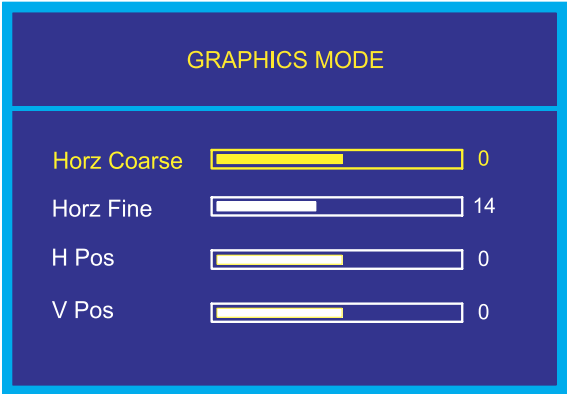 GRAPHICS MODE
Horz Coarse 0
Horz Fine 14
H Pos 0
V Pos 0